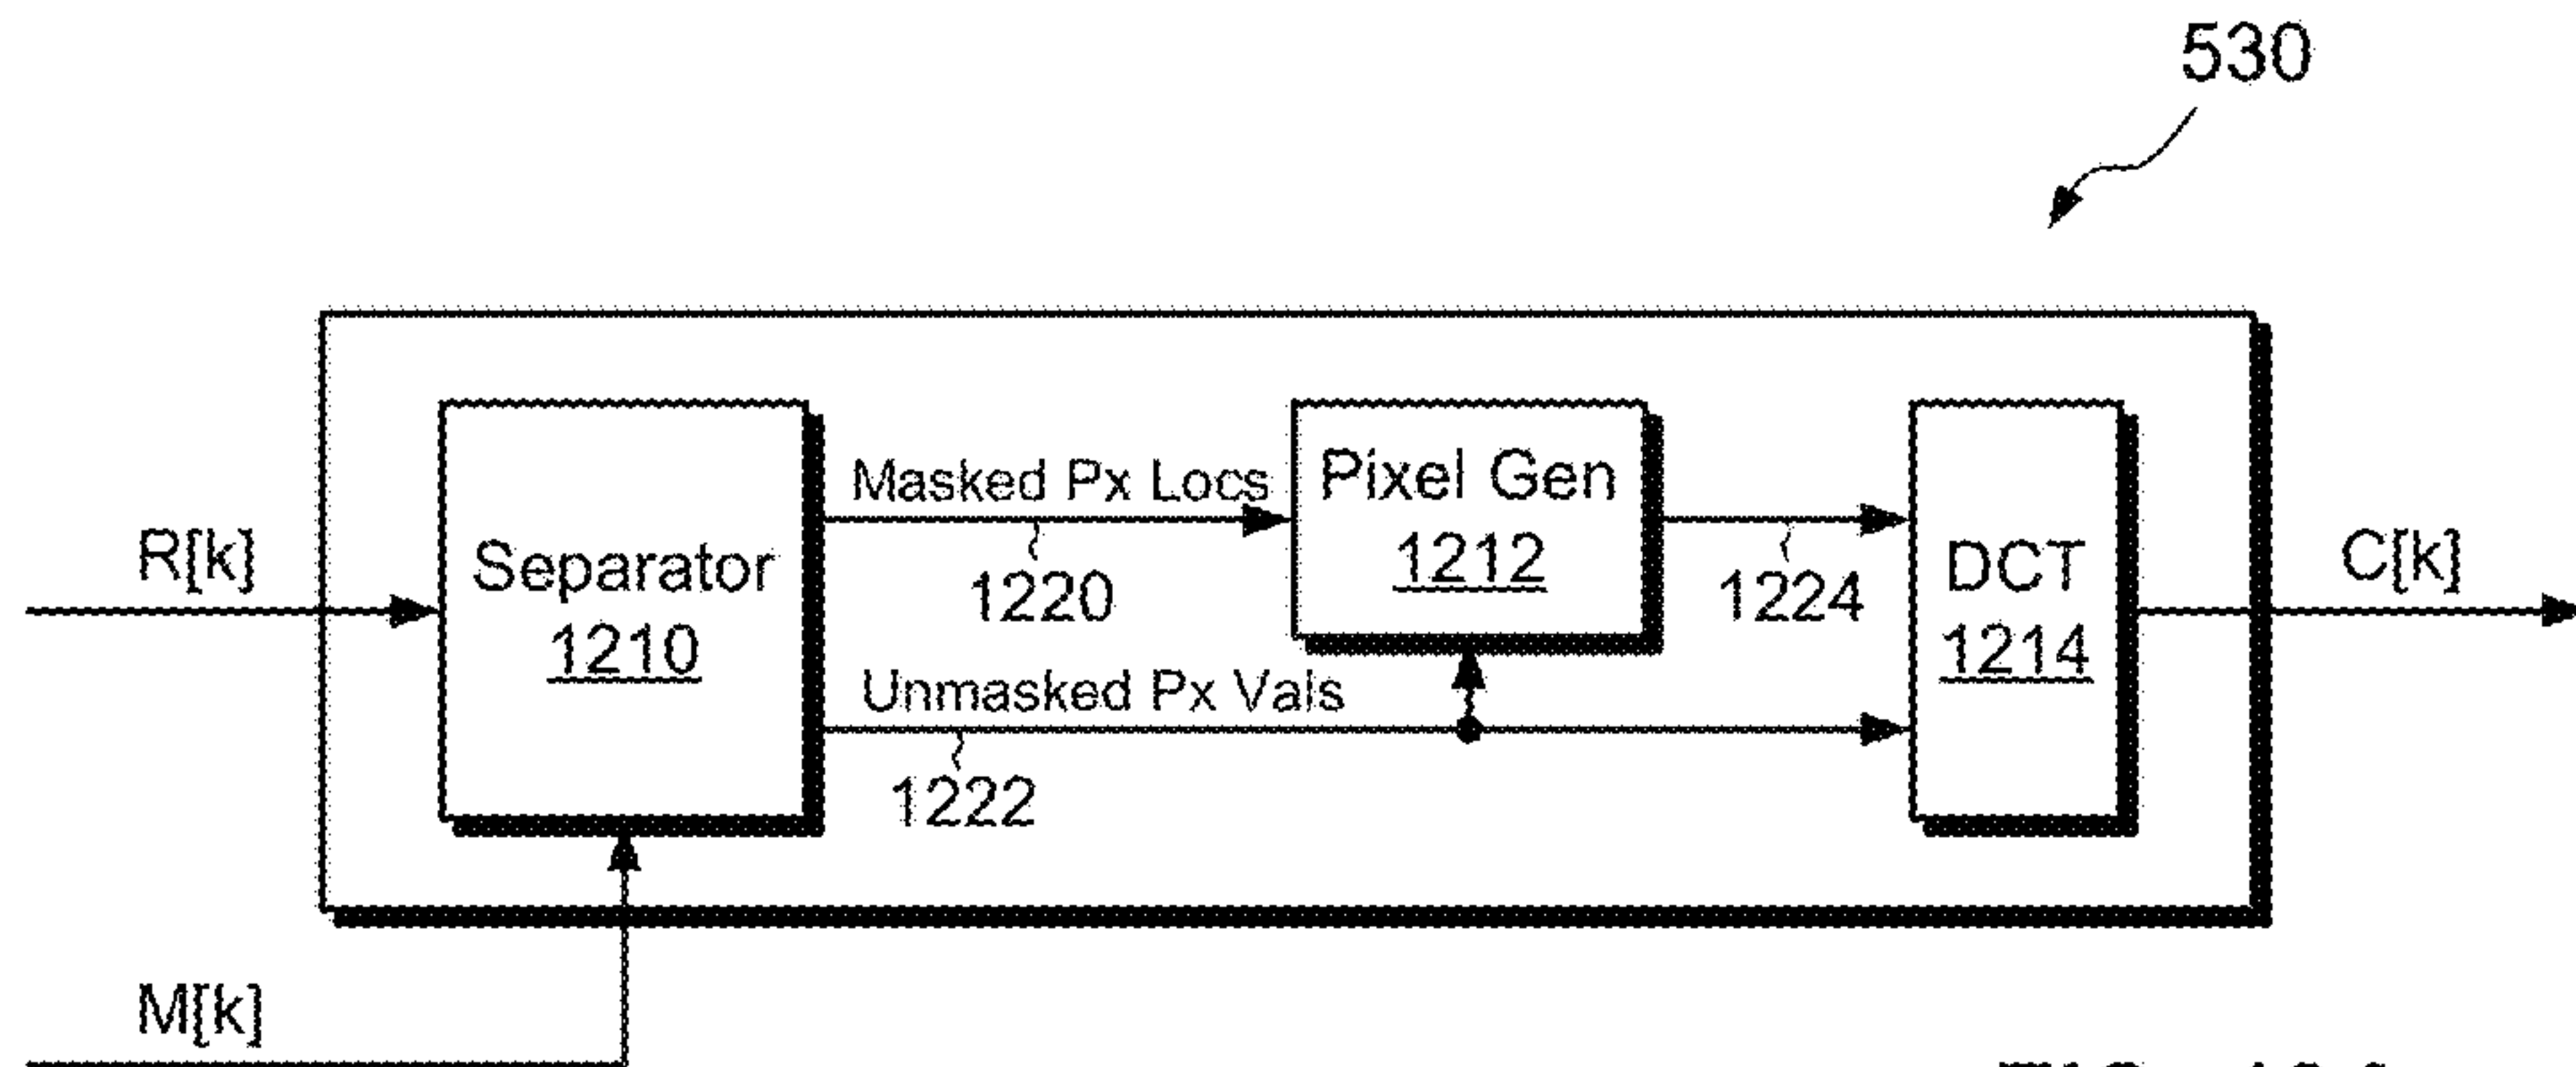 530
Masked Px Locs
Pixel Gen
1212
R[k]
Separator
1210
1220
1224
DCT
1214
C[k]
Unmasked Px Vals
1222
M[k]